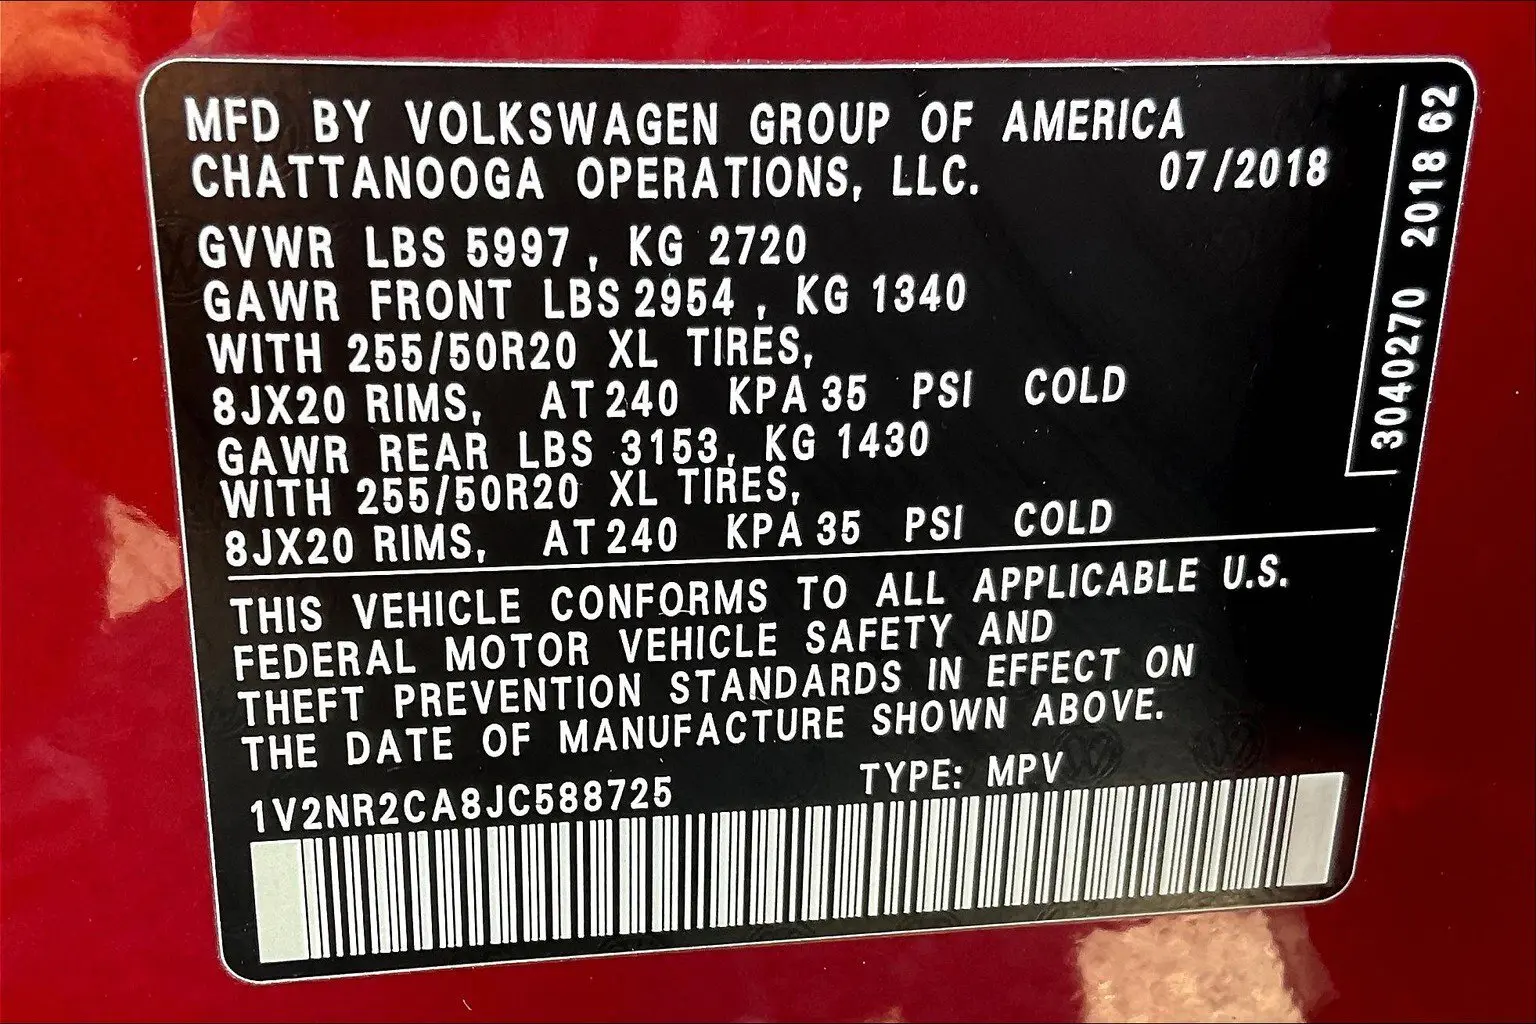 MFD BY VOLKSWAGEN GROUP OF AMERICA
CHATTANOOGA OPERATIONS, LLC. 07/2018
GVWR LBS 5997, KG 2720
GAWR FRONT LBS 2954, KG 1340
WITH 255/50R20 XL TIRES,
8JX20 RIMS, AT 240 KPA 35 PSI COLD
GAWR REAR LBS 3153, KG 1430
WITH 255/50R20 XL TIRES,
8JX20 RIMS, AT 240 KPA 35 PSI COLD
THIS VEHICLE CONFORMS TO ALL APPLICABLE U.S.
FEDERAL MOTOR VEHICLE SAFETY AND
THEFT PREVENTION STANDARDS IN EFFECT ON
THE DATE OF MANUFACTURE SHOWN ABOVE.
1V2NR2CA8JC588725 TYPE: MPV
3040270 2018 62